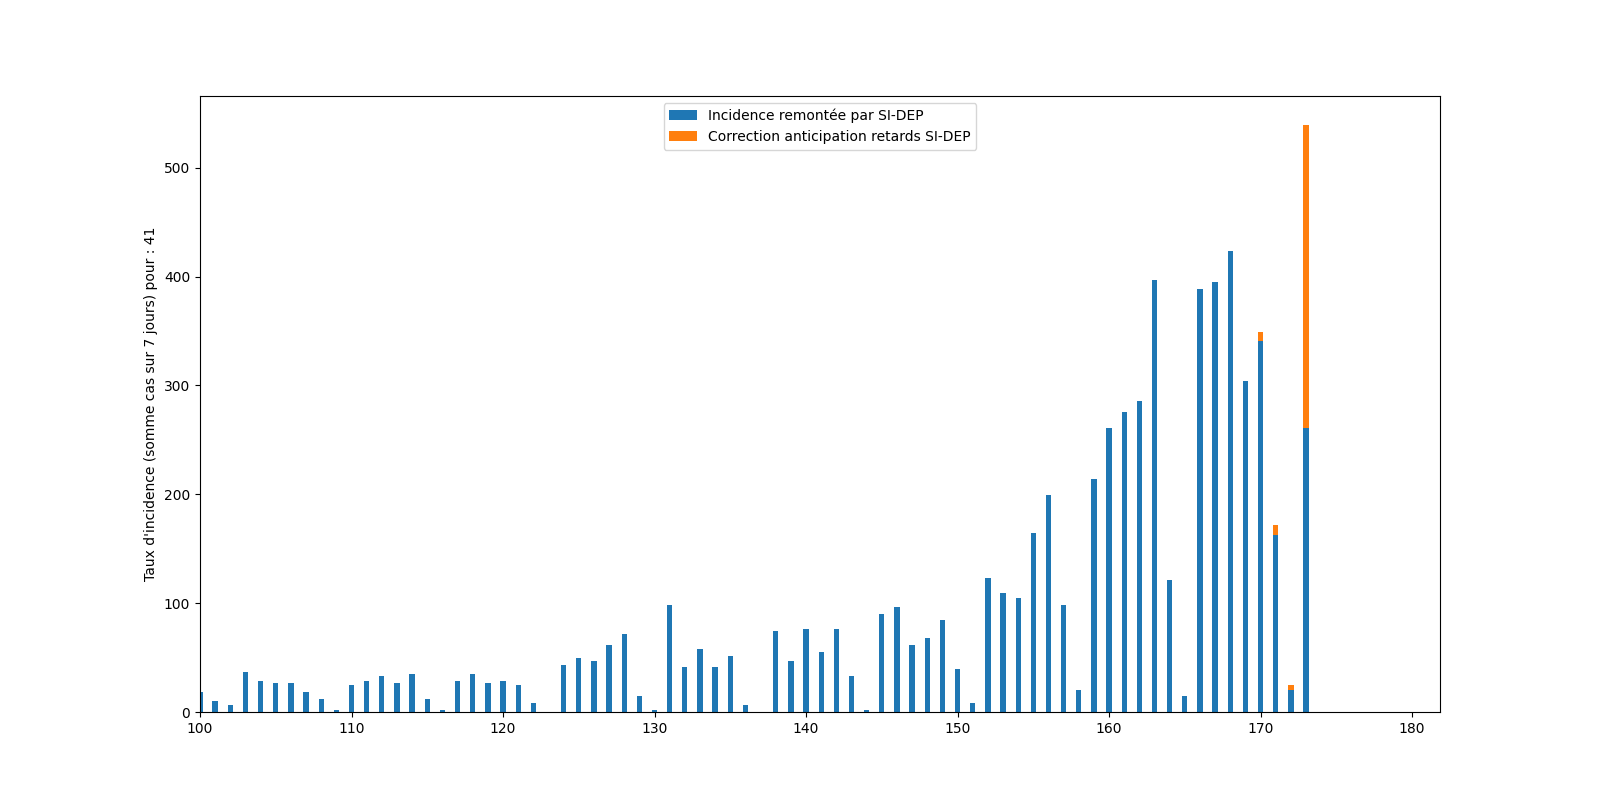 Incidence remontée par SI-DEP
Correction anticipation retards SI-DEP
Taux d'incidence (somme cas sur 7 jours) pour : 41
500
400
300
200
100
0
100 110 120 130 140 150 160 170 180